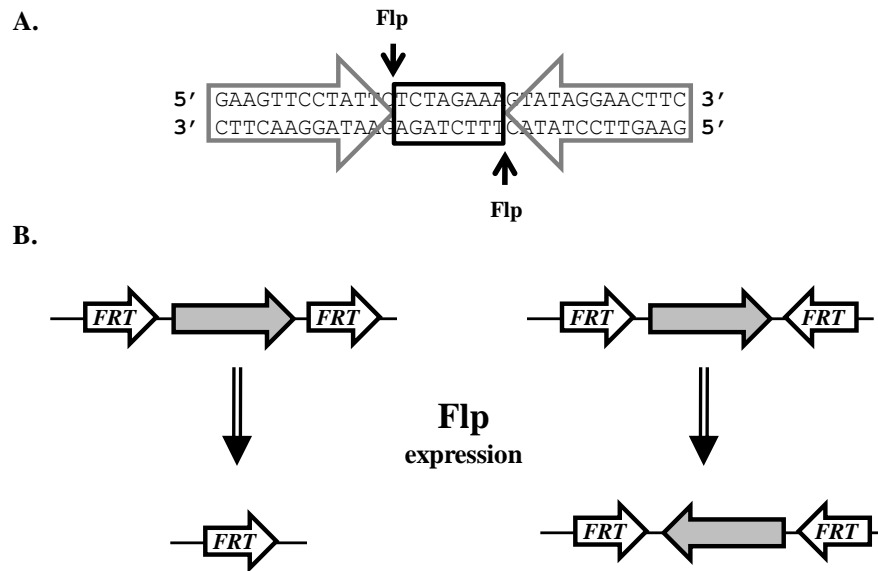 A.
Flp
5′ GAAGTTCCTATTCTCTAGAAAGTATAGGAACTTC 3′
3′ CTTCAAGGATAAGAGATCTTTCATATCCTTGAAG 5′
Flp
B.
FRT FRT FRT FRT
Flp
expression
FRT FRT FRT